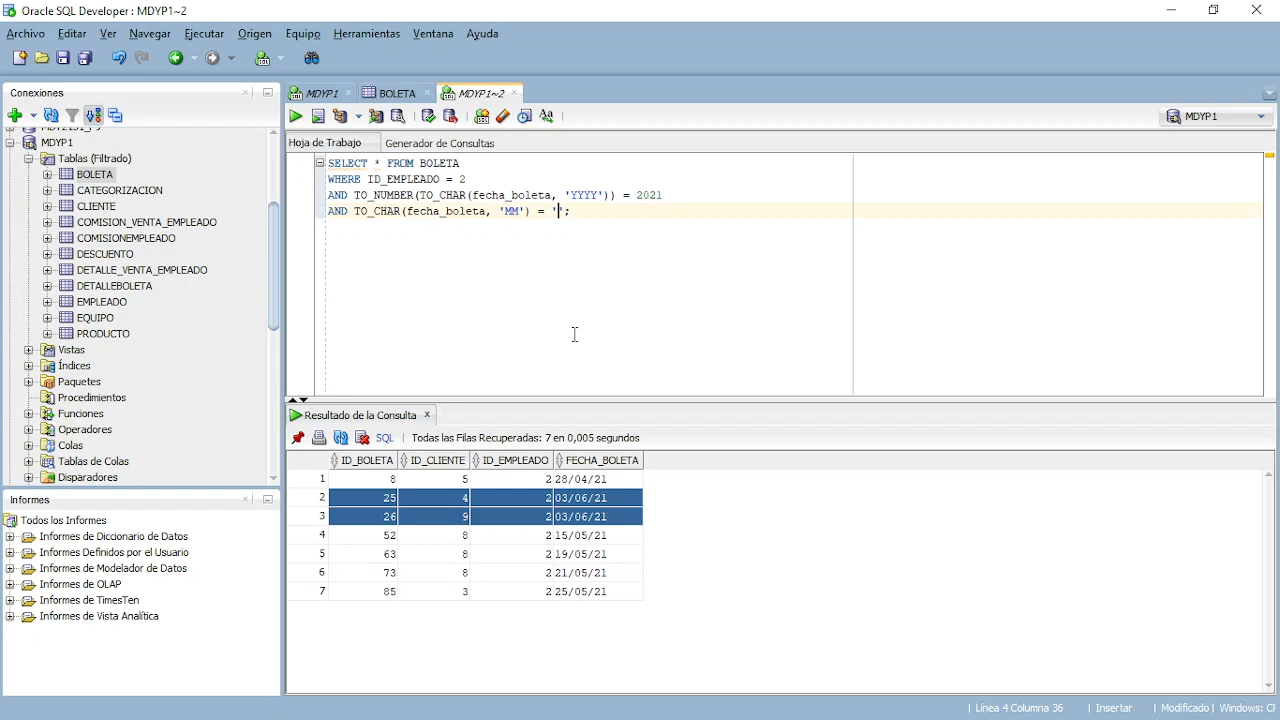 Oracle SQL Developer : MDYP1~2
Archivo Editar Ver Navegar Ejecutar Origen Equipo Herramientas Ventana Ayuda
Conexiones
MDYP1
Tablas (Filtrado)
BOLETA
CATEGORIZACION
CLIENTE
COMISION_VENTA_EMPLEADO
COMISIONEMPLEADO
DESCUENTO
DETALLE_VENTA_EMPLEADO
DETALLEBOLETA
EMPLEADO
EQUIPO
PRODUCTO
Vistas
Índices
Paquetes
Procedimientos
Funciones
Operadores
Colas
Tablas de Colas
Disparadores
Informes
Todos los Informes
Informes de Diccionario de Datos
Informes Definidos por el Usuario
Informes de Modelador de Datos
Informes de OLAP
Informes de TimesTen
Informes de Vista Analítica
MDYP1 BOLETA MDYP1~2
MDYP1
Hoja de Trabajo Generador de Consultas
SELECT * FROM BOLETA
WHERE ID_EMPLEADO = 2
AND TO_NUMBER(TO_CHAR(fecha_boleta, 'YYYY')) = 2021
AND TO_CHAR(fecha_boleta, 'MM') = '';
Resultado de la Consulta
SQL | Todas las Filas Recuperadas: 7 en 0,005 segundos
ID_BOLETA ID_CLIENTE ID_EMPLEADO FECHA_BOLETA
1 8 5 2 28/04/21
2 25 4 2 03/06/21
3 26 9 2 03/06/21
4 52 8 2 15/05/21
5 63 8 2 19/05/21
6 73 8 2 21/05/21
7 85 3 2 25/05/21
Línea 4 Columna 36 | Insertar | Modificado | Windows: CF